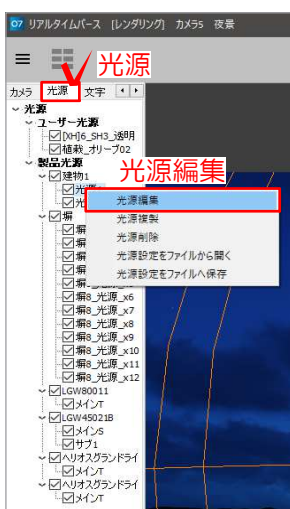 07 リアルタイムパース [レンダリング] カメラ5 夜景
光源
カメラ 光源 文字
光源
ユーザー光源
[XH]6_SH3_透明
植栽_オリーブ02
製品光源
光源編集
建物1
光源編集
光源複製
光源削除
光源設定をファイルから開く
光源設定をファイルへ保存
塀
塀8_光源_x6
塀8_光源_x7
塀8_光源_x8
塀8_光源_x9
塀8_光源_x10
塀8_光源_x11
塀8_光源_x12
LGW80011
メインT
LGW45021B
メインS
サブ1
ヘリオスグランドライ
メインT
ヘリオスグランドライ
メインT